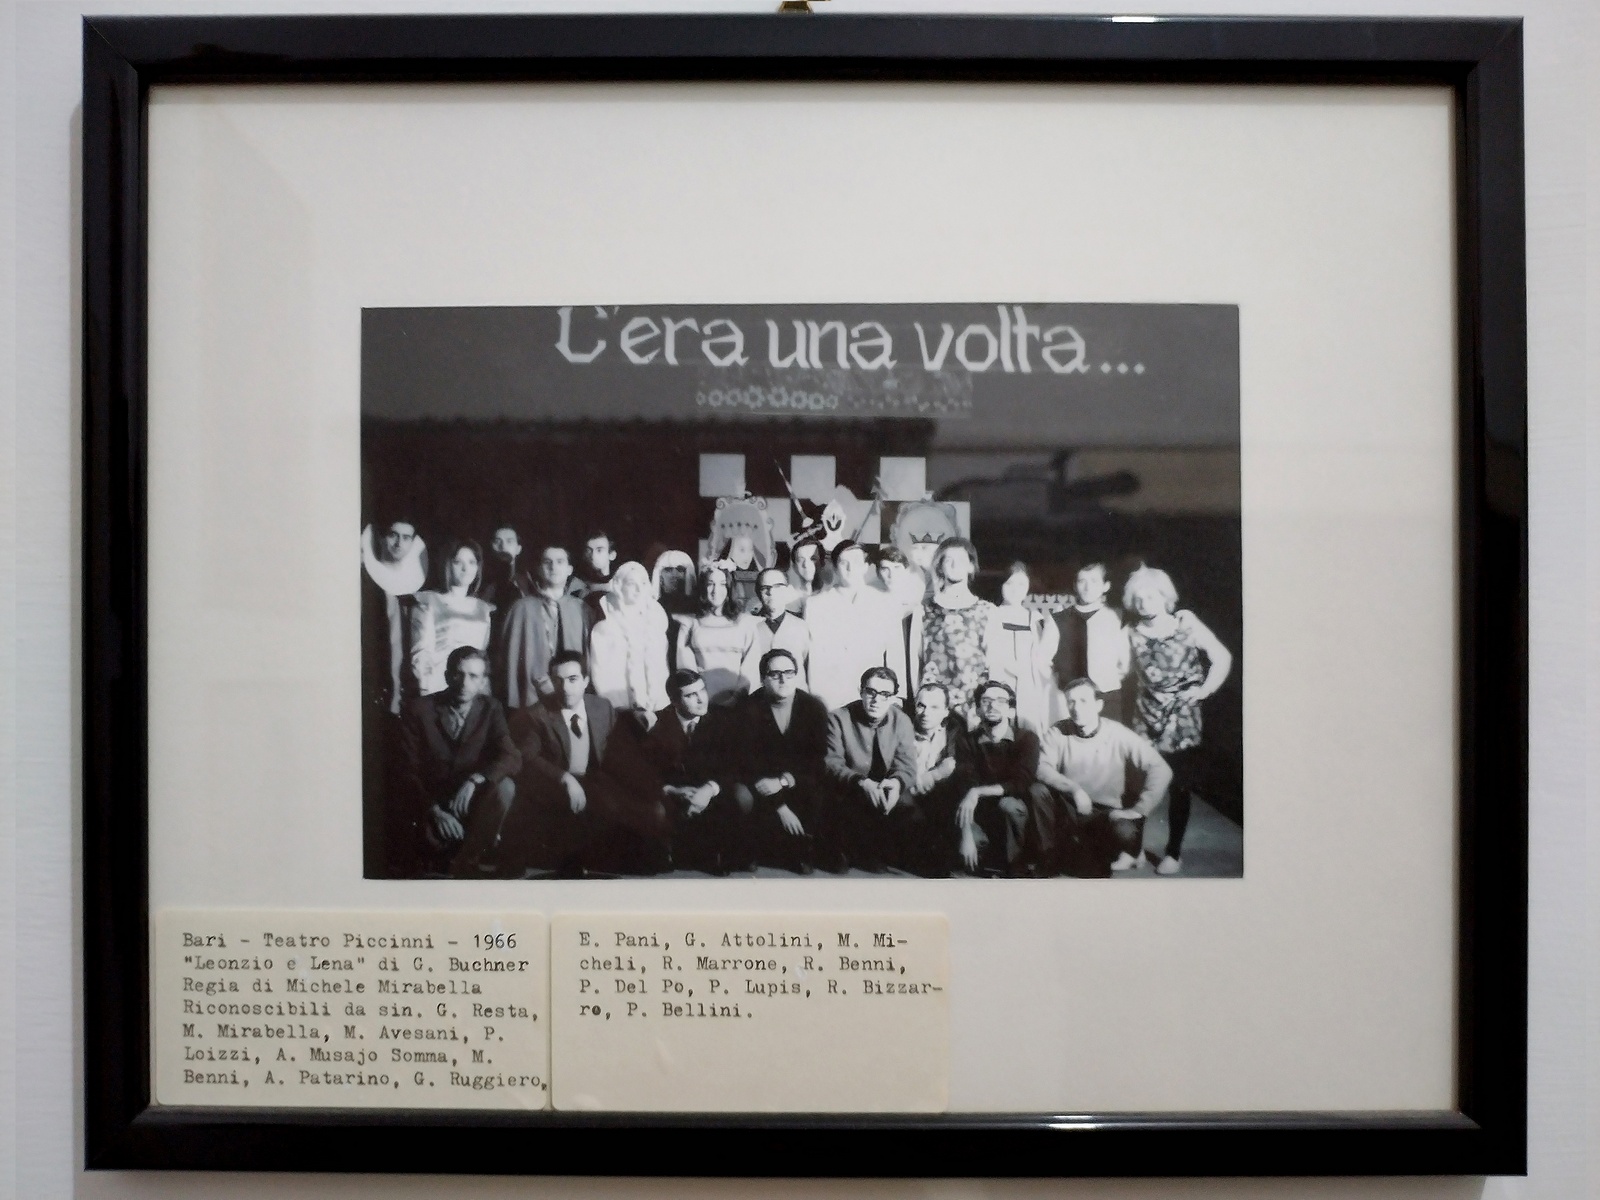 C'era una volta...
Bari - Teatro Piccinni - 1966
"Leonzio e Lena" di G. Buchner
Regia di Michele Mirabella
Riconoscibili da sin. G. Resta,
M. Mirabella, M. Avesani, P.
Loizzi, A. Musajo Somma, M.
Benni, A. Patarino, G. Ruggiero,
E. Pani, G. Attolini, M. Mi-
cheli, R. Marrone, R. Benni,
P. Del Po, P. Lupis, R. Bizzar-
ro, P. Bellini.